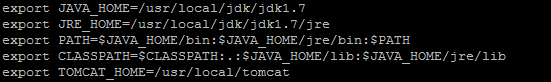 export JAVA_HOME=/usr/local/jdk/jdk1.7
export JRE_HOME=/usr/local/jdk/jdk1.7/jre
export PATH=$JAVA_HOME/bin:$JAVA_HOME/jre/bin:$PATH
export CLASSPATH=$CLASSPATH:.:$JAVA_HOME/lib:$JAVA_HOME/jre/lib
export TOMCAT_HOME=/usr/local/tomcat